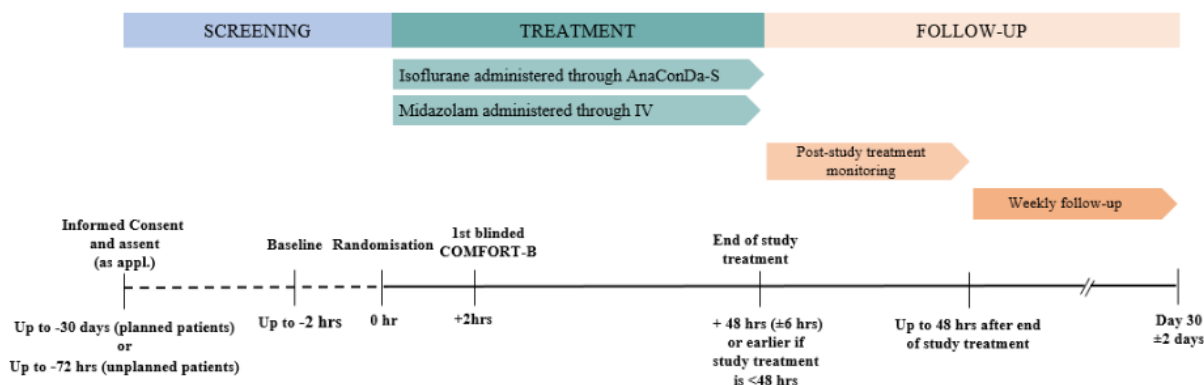 SCREENING
TREATMENT
FOLLOW-UP
Isoflurane administered through AnaConDa-S
Midazolam administered through IV
Post-study treatment
monitoring
Weekly follow-up
Informed Consent
and assent
(as appl.)
Baseline
Randomisation
1st blinded
COMFORT-B
End of study
treatment
Up to -30 days (planned patients)
or
Up to -72 hrs (unplanned patients)
Up to -2 hrs
0 hr
+2hrs
+ 48 hrs (±6 hrs)
or earlier if
study treatment
is <48 hrs
Up to 48 hrs after end
of study treatment
Day 30
±2 days